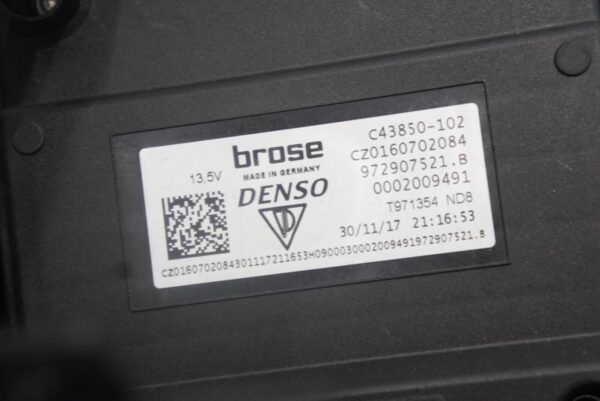 brose
MADE IN GERMANY
13,5V
DENSO
C43850-102
CZ0160702084
972907521.B
0002009491
T971354 ND8
30/11/17 21:16:53
CZ0160702084301117211653H0900030002009491972907521.B